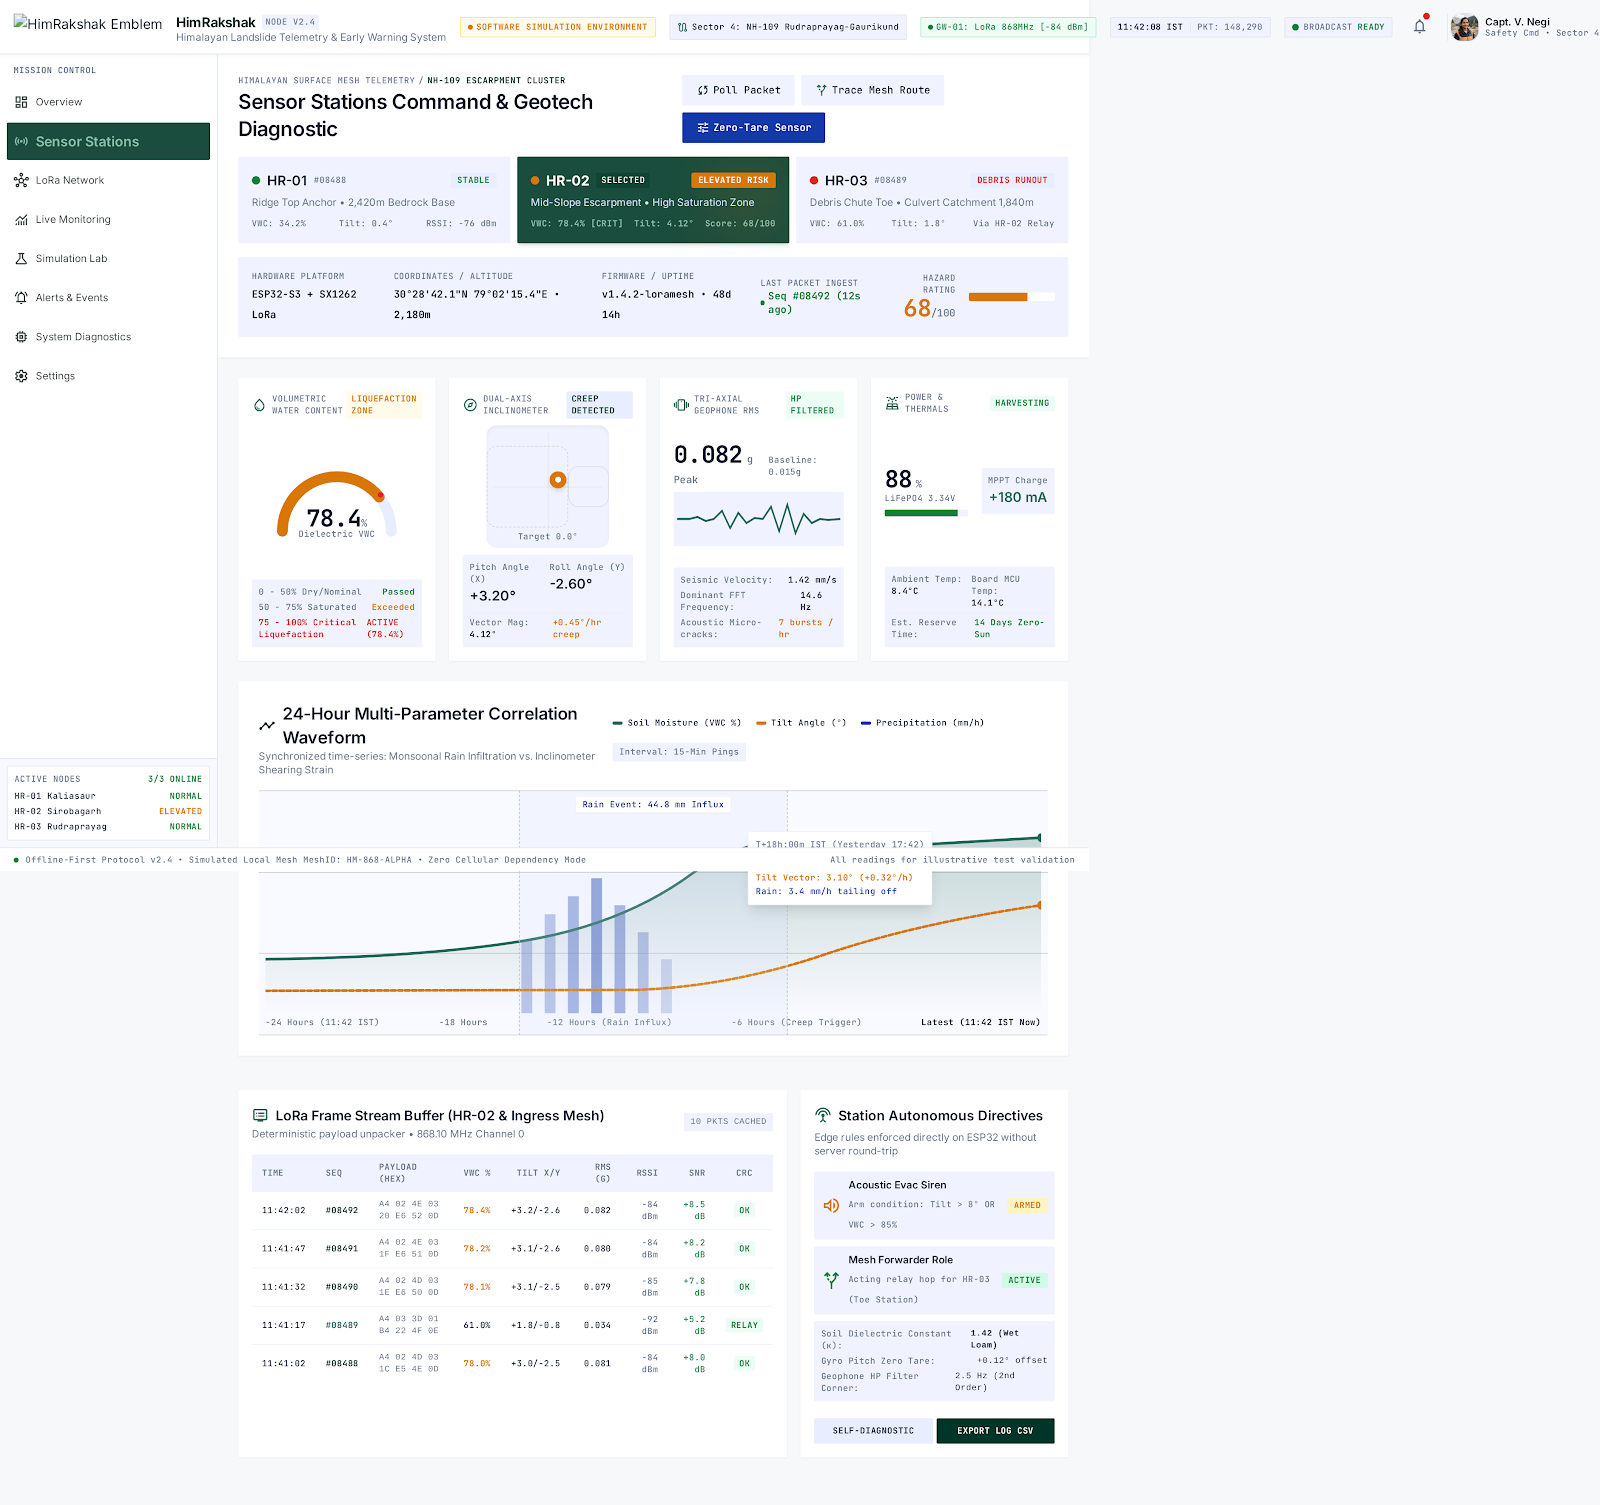 HimRakshak Emblem
HimRakshak NODE V2.4
Himalayan Landslide Telemetry & Early Warning System
SOFTWARE SIMULATION ENVIRONMENT
Sector 4: NH-109 Rudraprayag-Gaurikund
GW-01: LoRa 868MHz [-84 dBm]
11:42:08 IST PKT: 148,290
BROADCAST READY
Capt. V. Negi
Safety Cmd • Sector 4
MISSION CONTROL
Overview
Sensor Stations
LoRa Network
Live Monitoring
Simulation Lab
Alerts & Events
System Diagnostics
Settings
ACTIVE NODES 3/3 ONLINE
HR-01 Kaliasaur NORMAL
HR-02 Sirobagarh ELEVATED
HR-03 Rudraprayag NORMAL
HIMALAYAN SURFACE MESH TELEMETRY / NH-109 ESCARPMENT CLUSTER
Sensor Stations Command & Geotech
Diagnostic
Poll Packet
Trace Mesh Route
Zero-Tare Sensor
HR-01 #08488 STABLE
Ridge Top Anchor • 2,420m Bedrock Base
VWC: 34.2% Tilt: 0.4° RSSI: -76 dBm
HR-02 SELECTED ELEVATED RISK
Mid-Slope Escarpment • High Saturation Zone
VWC: 78.4% [CRIT] Tilt: 4.12° Score: 68/100
HR-03 #08489 DEBRIS RUNOUT
Debris Chute Toe • Culvert Catchment 1,840m
VWC: 61.0% Tilt: 1.8° Via HR-02 Relay
HARDWARE PLATFORM
ESP32-S3 + SX1262
LoRa
COORDINATES / ALTITUDE
30°28'42.1"N 79°02'15.4"E •
2,180m
FIRMWARE / UPTIME
v1.4.2-loramesh • 48d
14h
LAST PACKET INGEST
Seq #08492 (12s
ago)
HAZARD
RATING
68/100
VOLUMETRIC
WATER CONTENT
LIQUEFACTION
ZONE
78.4%
Dielectric VWC
0 - 50% Dry/Nominal Passed
50 - 75% Saturated Exceeded
75 - 100% Critical
Liquefaction
ACTIVE
(78.4%)
DUAL-AXIS
INCLINOMETER
CREEP
DETECTED
Target 0.0°
Pitch Angle
(X)
+3.20°
Roll Angle (Y)
-2.60°
Vector Mag:
4.12°
+0.45°/hr
creep
TRI-AXIAL
GEOPHONE RMS
HP
FILTERED
0.082 g
Peak
Baseline:
0.015g
Seismic Velocity: 1.42 mm/s
Dominant FFT
Frequency:
14.6
Hz
Acoustic Micro-
cracks:
7 bursts /
hr
POWER &
THERMALS
HARVESTING
88 %
LiFePO4 3.34V
MPPT Charge
+180 mA
Ambient Temp:
8.4°C
Board MCU
Temp:
14.1°C
Est. Reserve
Time:
14 Days Zero-
Sun
24-Hour Multi-Parameter Correlation
Waveform
Synchronized time-series: Monsoonal Rain Infiltration vs. Inclinometer
Shearing Strain
Soil Moisture (VWC %) Tilt Angle (°) Precipitation (mm/h)
Interval: 15-Min Pings
Rain Event: 44.8 mm Influx
T+18h:00m IST (Yesterday 17:42)
Offline-First Protocol v2.4 • Simulated Local Mesh MeshID: HM-868-ALPHA • Zero Cellular Dependency Mode
All readings for illustrative test validation
Tilt Vector: 3.10° (+0.32°/h)
Rain: 3.4 mm/h tailing off
-24 Hours (11:42 IST) -18 Hours -12 Hours (Rain Influx) -6 Hours (Creep Trigger) Latest (11:42 IST Now)
LoRa Frame Stream Buffer (HR-02 & Ingress Mesh)
Deterministic payload unpacker • 868.10 MHz Channel 0
10 PKTS CACHED
TIME SEQ PAYLOAD (HEX) VWC % TILT X/Y RMS (G) RSSI SNR CRC
11:42:02 #08492 A4 02 4E 03 20 E6 52 0D 78.4% +3.2/-2.6 0.082 -84 dBm +8.5 dB OK
11:41:47 #08491 A4 02 4E 03 1F E6 51 0D 78.2% +3.1/-2.6 0.080 -84 dBm +8.2 dB OK
11:41:32 #08490 A4 02 4D 03 1E E6 50 0D 78.1% +3.1/-2.5 0.079 -85 dBm +7.8 dB OK
11:41:17 #08489 A4 03 3D 01 B4 22 4F 0E 61.0% +1.8/-0.8 0.034 -92 dBm +5.2 dB RELAY
11:41:02 #08488 A4 02 4D 03 1C E5 4E 0D 78.0% +3.0/-2.5 0.081 -84 dBm +8.0 dB OK
Station Autonomous Directives
Edge rules enforced directly on ESP32 without
server round-trip
Acoustic Evac Siren
Arm condition: Tilt > 8° OR
VWC > 85%
ARMED
Mesh Forwarder Role
Acting relay hop for HR-03
(Toe Station)
ACTIVE
Soil Dielectric Constant
(κ):
1.42 (Wet
Loam)
Gyro Pitch Zero Tare: +0.12° offset
Geophone HP Filter
Corner:
2.5 Hz (2nd
Order)
SELF-DIAGNOSTIC
EXPORT LOG CSV